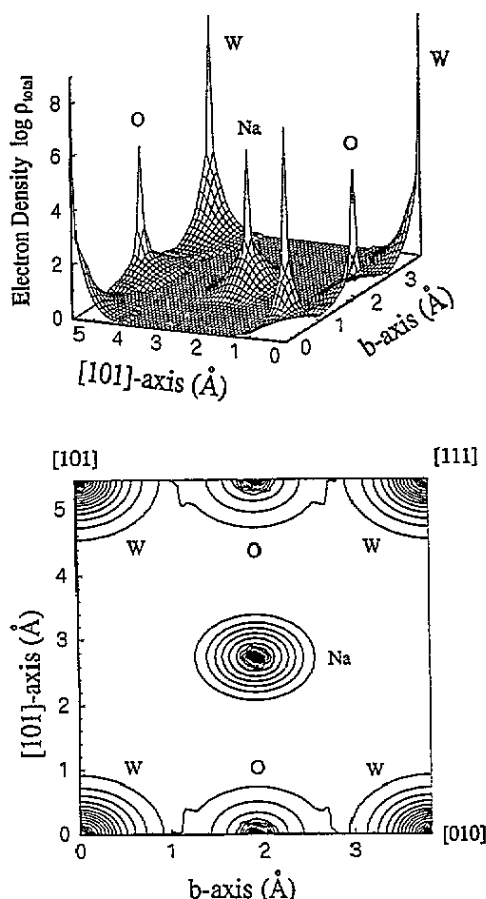 W
W
O
Na
O
Electron Density log ρtotal
8
6
4
2
0
5 4 3 2 1 0
0 1 2 3
[101]-axis (Å)
b-axis (Å)
[101] [111]
5
4
3
2
1
0
W O W
Na
W O W
[101]-axis (Å)
[010]
0 1 2 3
b-axis (Å)